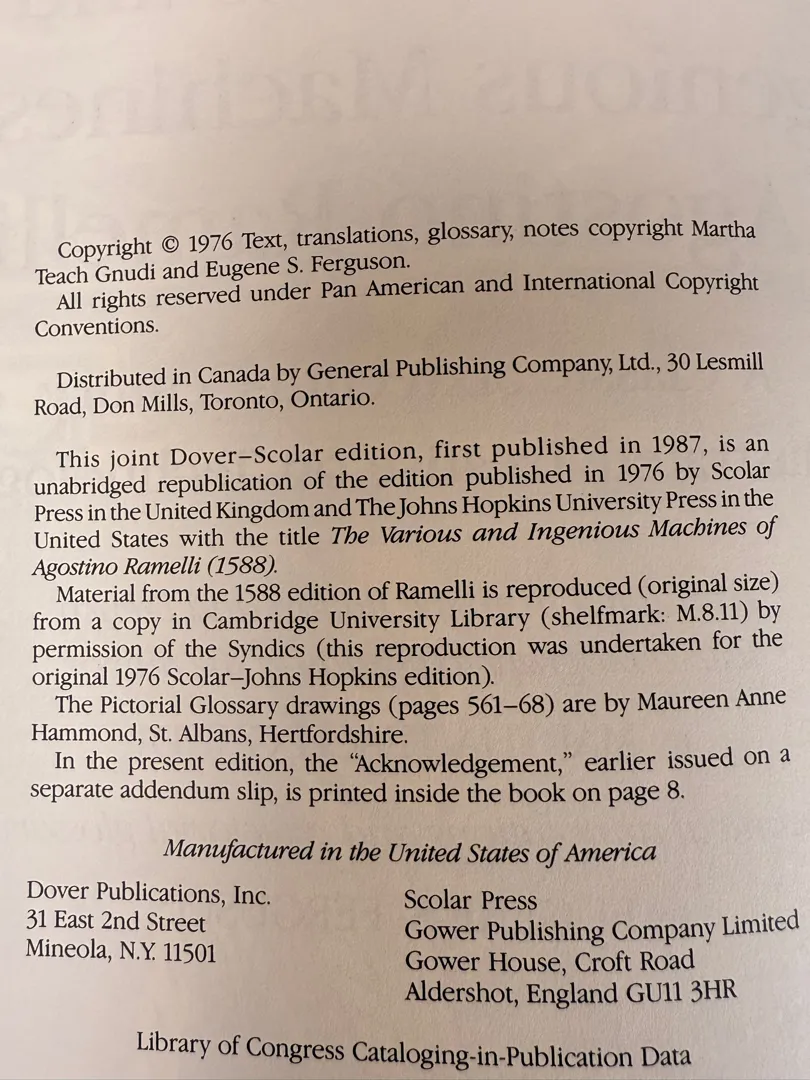 Copyright © 1976 Text, translations, glossary, notes copyright Martha
Teach Gnudi and Eugene S. Ferguson.
All rights reserved under Pan American and International Copyright
Conventions.
Distributed in Canada by General Publishing Company, Ltd., 30 Lesmill
Road, Don Mills, Toronto, Ontario.
This joint Dover–Scolar edition, first published in 1987, is an
unabridged republication of the edition published in 1976 by Scolar
Press in the United Kingdom and The Johns Hopkins University Press in the
United States with the title The Various and Ingenious Machines of
Agostino Ramelli (1588).
Material from the 1588 edition of Ramelli is reproduced (original size)
from a copy in Cambridge University Library (shelfmark: M.8.11) by
permission of the Syndics (this reproduction was undertaken for the
original 1976 Scolar–Johns Hopkins edition).
The Pictorial Glossary drawings (pages 561–68) are by Maureen Anne
Hammond, St. Albans, Hertfordshire.
In the present edition, the “Acknowledgement,” earlier issued on a
separate addendum slip, is printed inside the book on page 8.
Manufactured in the United States of America
Dover Publications, Inc.
31 East 2nd Street
Mineola, N.Y. 11501
Scolar Press
Gower Publishing Company Limited
Gower House, Croft Road
Aldershot, England GU11 3HR
Library of Congress Cataloging-in-Publication Data